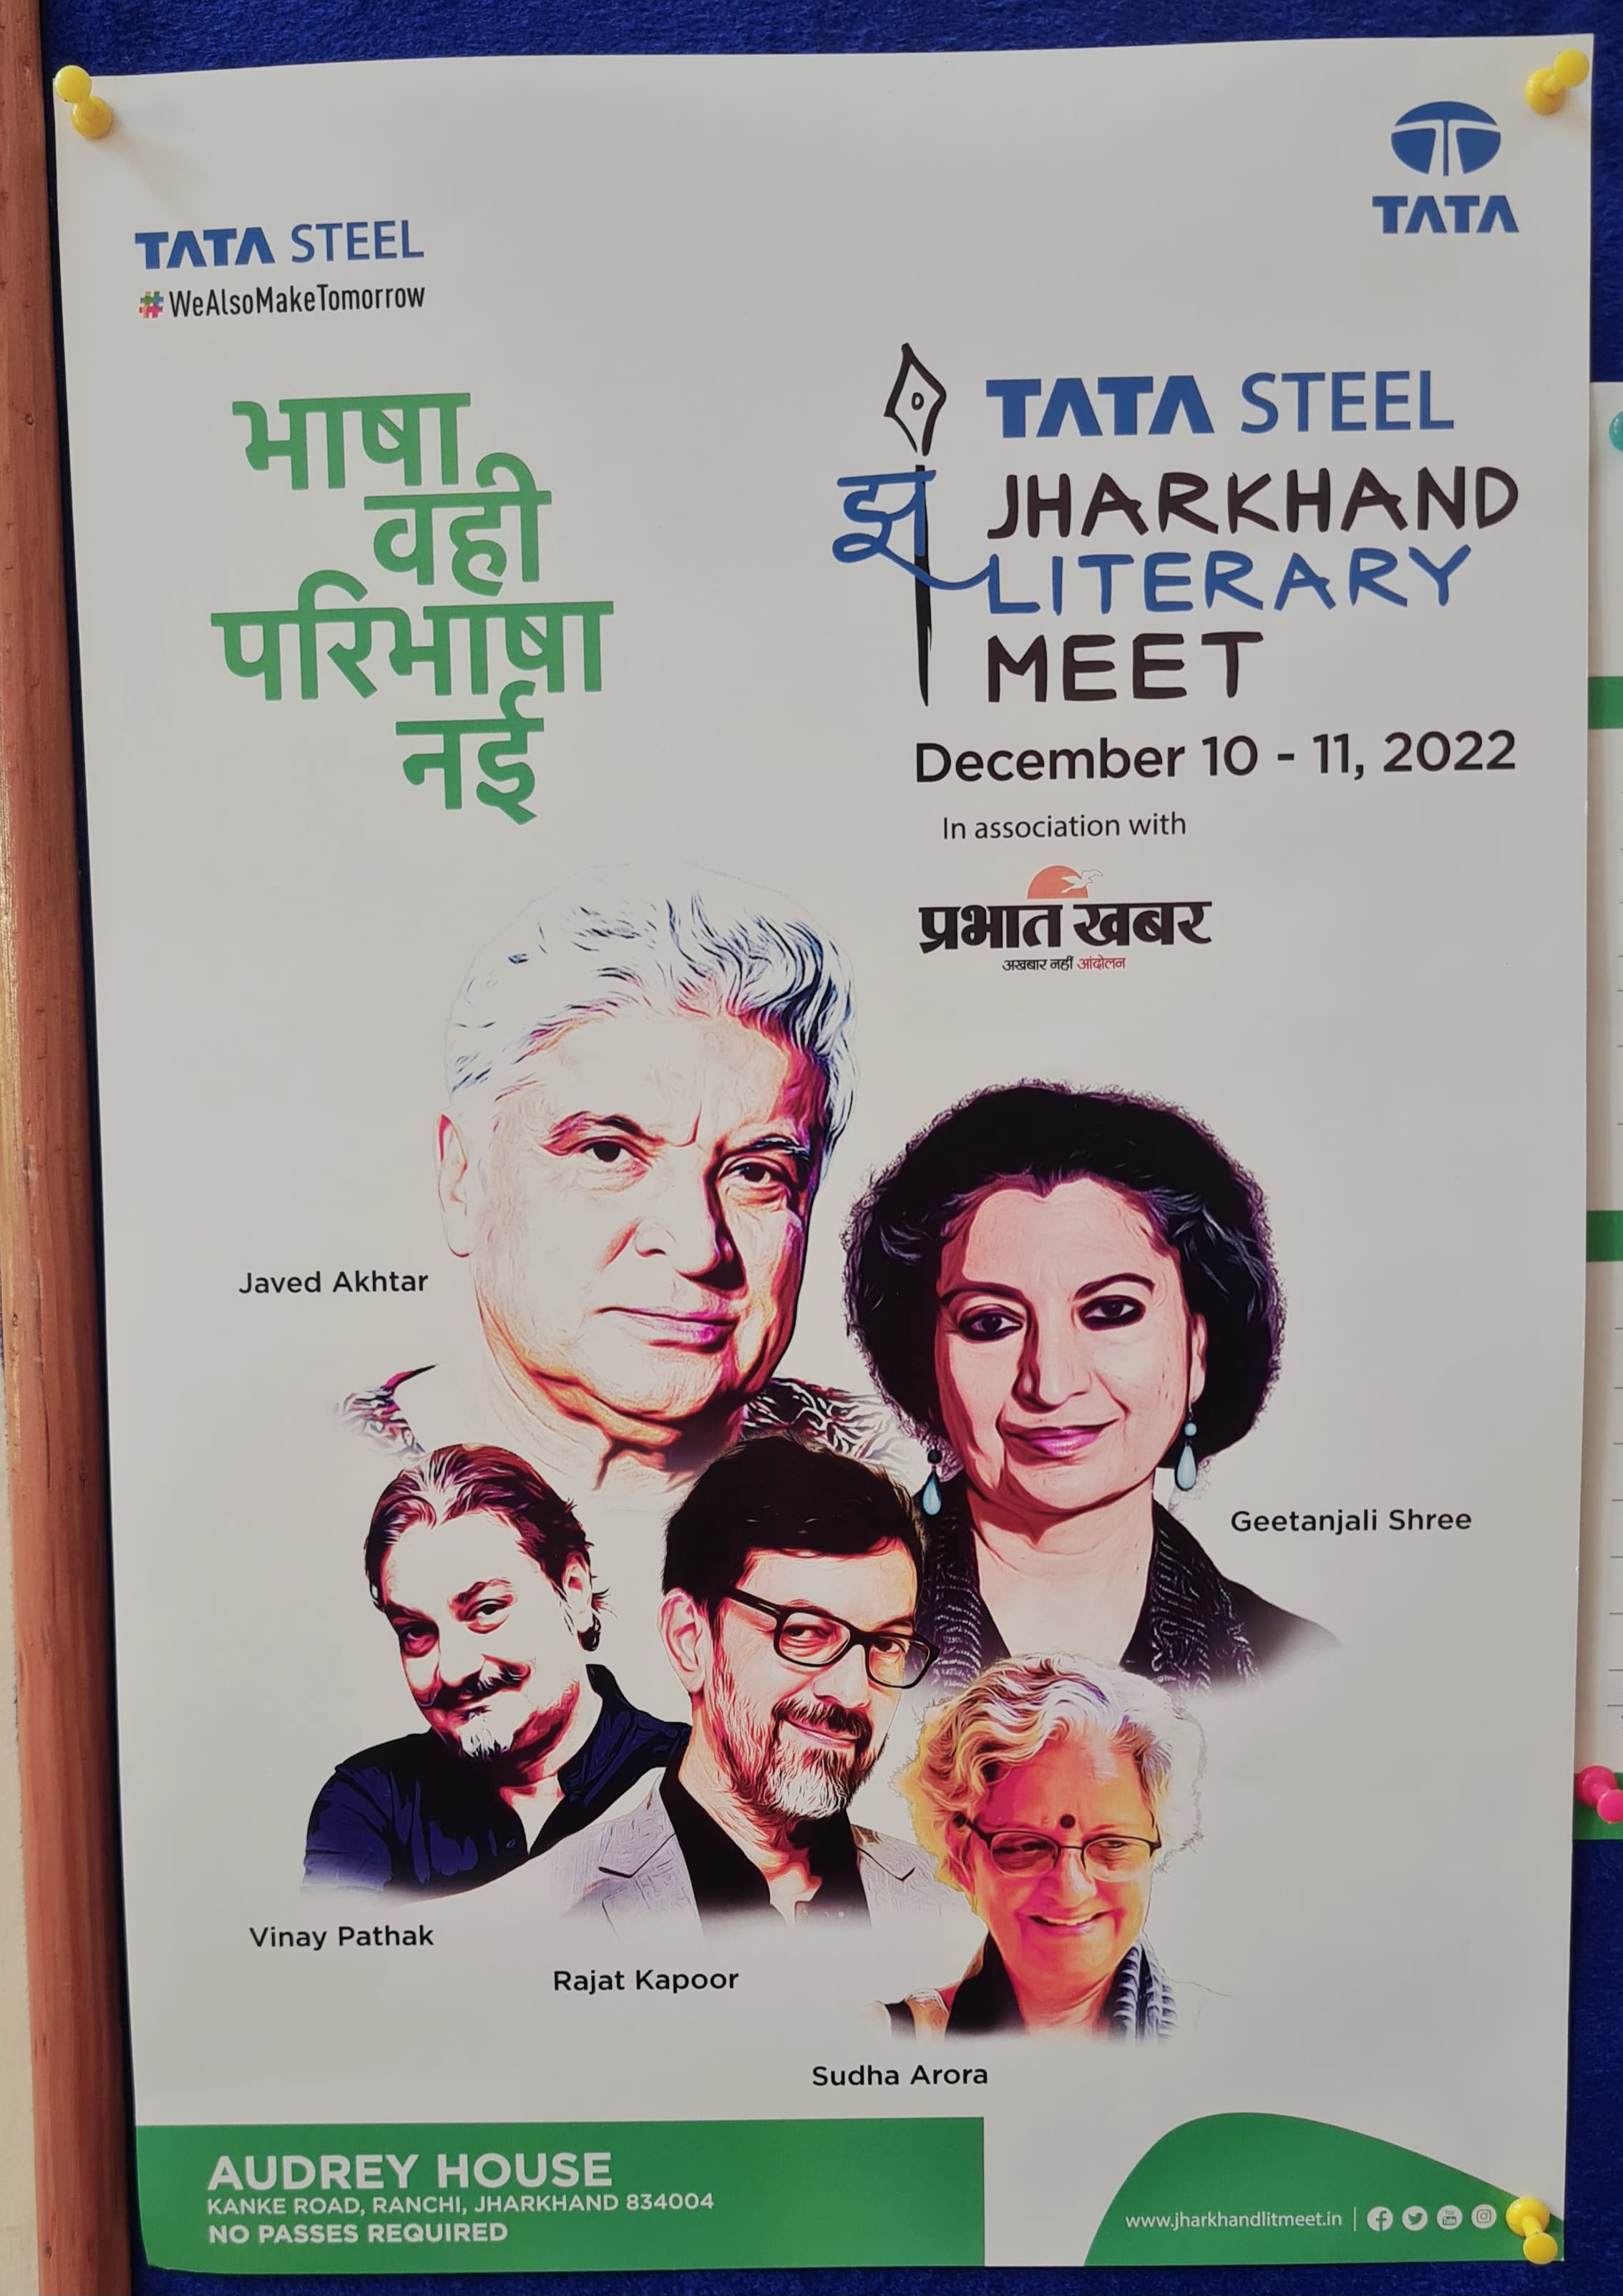 TATA
TATA STEEL
#WeAlsoMakeTomorrow
भाषा
वही
परिभाषा
नई
झ
TATA STEEL
JHARKHAND
LITERARY
MEET
December 10 - 11, 2022
In association with
प्रभात खबर
अखबार नहीं आंदोलन
Javed Akhtar
Geetanjali Shree
Vinay Pathak
Rajat Kapoor
Sudha Arora
AUDREY HOUSE
KANKE ROAD, RANCHI, JHARKHAND 834004
NO PASSES REQUIRED
www.jharkhandlitmeet.in